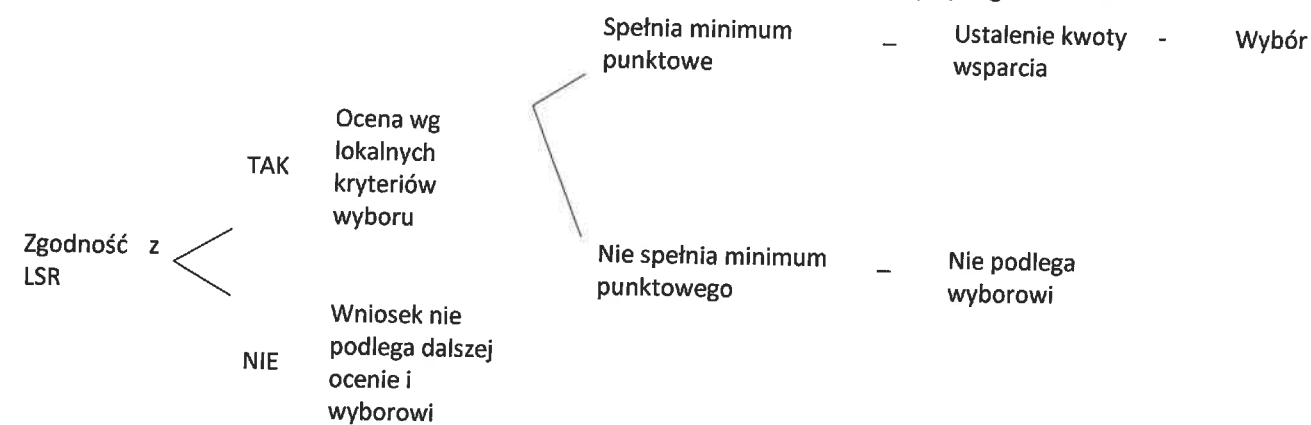 Spełnia minimum
punktowe
–
Ustalenie kwoty
wsparcia
-
Wybór
Ocena wg
lokalnych
kryteriów
wyboru
TAK
Zgodność z
LSR
Nie spełnia minimum
punktowego
–
Nie podlega
wyborowi
NIE
Wniosek nie
podlega dalszej
ocenie i
wyborowi